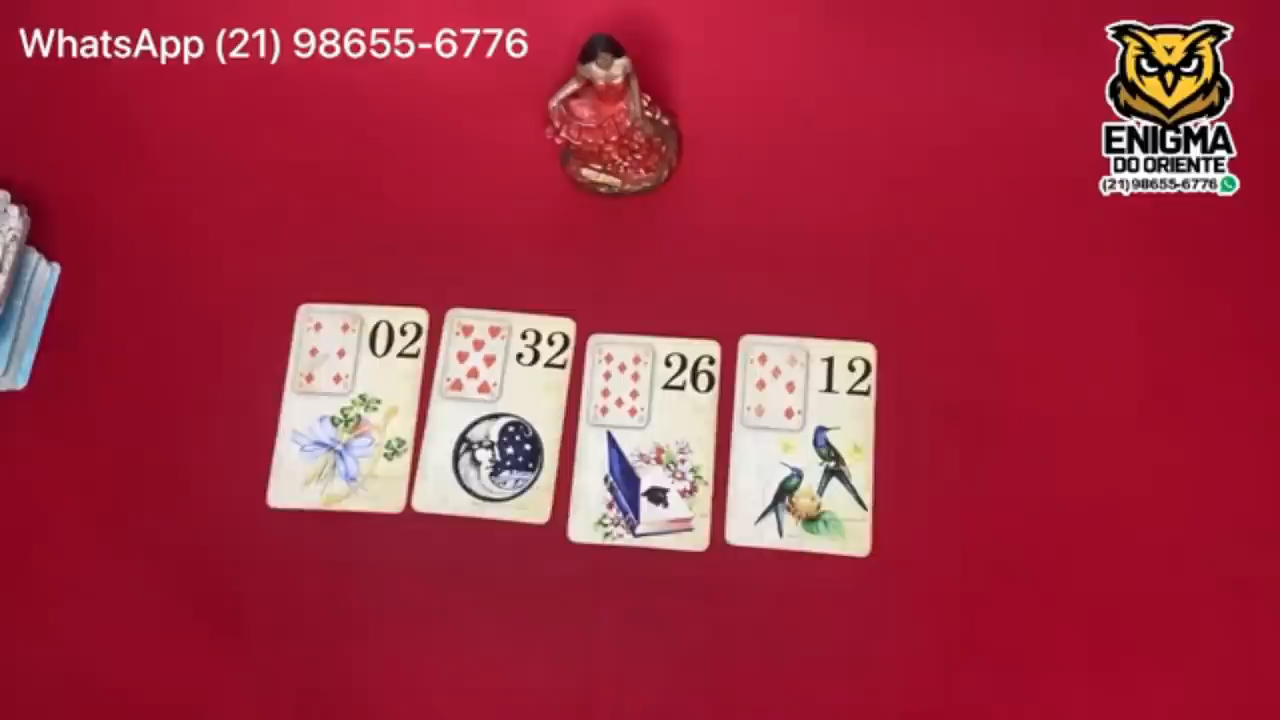 WhatsApp (21) 98655-6776
ENIGMA
DO ORIENTE
(21)98655-6776
02
32
26
12